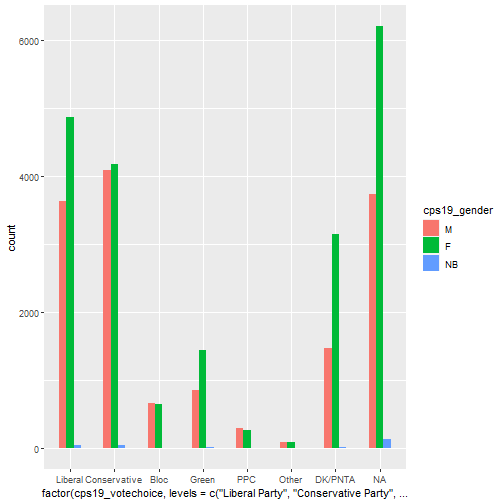 6000
4000
2000
0
count
Liberal Conservative Bloc Green PPC Other DK/PNTA NA
factor(cps19_votechoice, levels = c("Liberal Party", "Conservative Party", ...
cps19_gender
M
F
NB